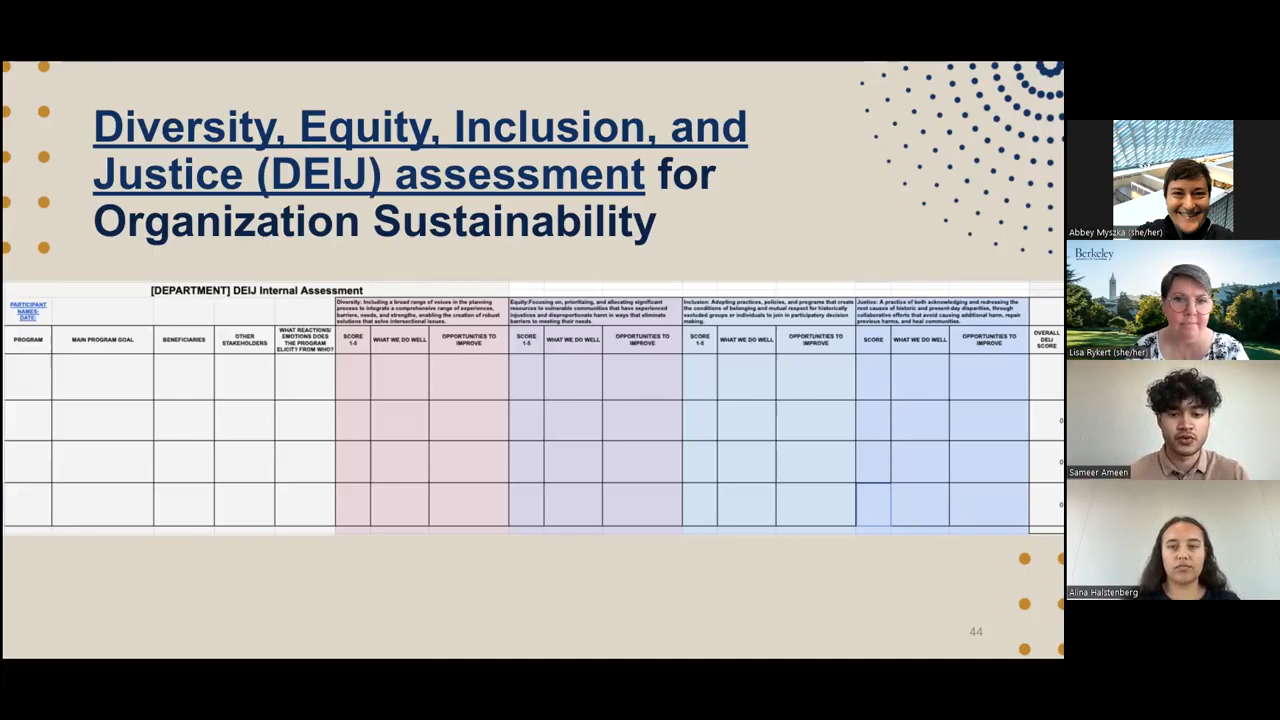 Diversity, Equity, Inclusion, and
Justice (DEIJ) assessment for
Organization Sustainability
[DEPARTMENT] DEIJ Internal Assessment
PARTICIPANT
NAMES:
DATE:
Diversity: Including a broad range of voices in the planning
process to integrate a comprehensive range of experiences,
barriers, needs, and strengths, enabling the creation of robust
solutions that solve intersectional issues.
Equity:Focusing on, prioritizing, and allocating significant
resources to vulnerable communities that have experienced
injustices and disproportionate harm in ways that eliminate
barriers to meeting their needs.
Inclusion: Adopting practices, policies, and programs that create
the conditions of belonging and mutual respect for historically
excluded groups or individuals to join in participatory decision
making.
Justice: A practice of both acknowledging and redressing the
root causes of historic and present-day disparities, through
collaborative efforts that avoid causing additional harm, repair
previous harms, and heal communities.
PROGRAM
MAIN PROGRAM GOAL
BENEFICIARIES
OTHER
STAKEHOLDERS
WHAT REACTIONS/
EMOTIONS DOES
THE PROGRAM
ELICIT? FROM WHO?
SCORE
1-5
WHAT WE DO WELL
OPPORTUNITIES TO
IMPROVE
SCORE
1-5
WHAT WE DO WELL
OPPORTUNITIES TO
IMPROVE
SCORE
1-5
WHAT WE DO WELL
OPPORTUNITIES TO
IMPROVE
SCORE
WHAT WE DO WELL
OPPORTUNITIES TO
IMPROVE
OVERALL
DEIJ
SCORE
0
0
0
44
Abbey Myszka (she/her)
Berkeley
Lisa Rykert (she/her)
Sameer Ameen
Alina Halstenberg